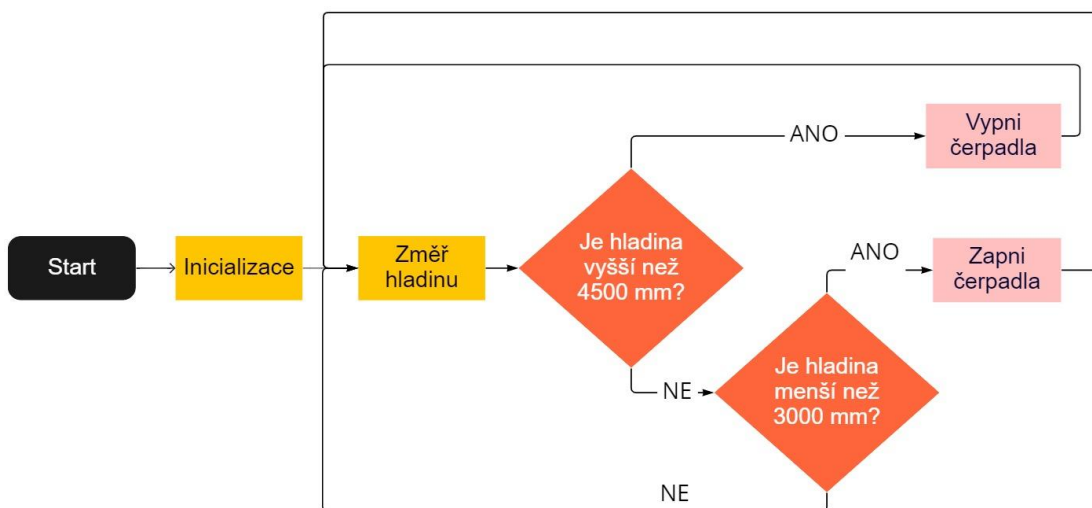 Start
Inicializace
Změř
hladinu
Je hladina
vyšší než
4500 mm?
ANO
Vypni
čerpadla
NE
Je hladina
menší než
3000 mm?
ANO
Zapni
čerpadla
NE